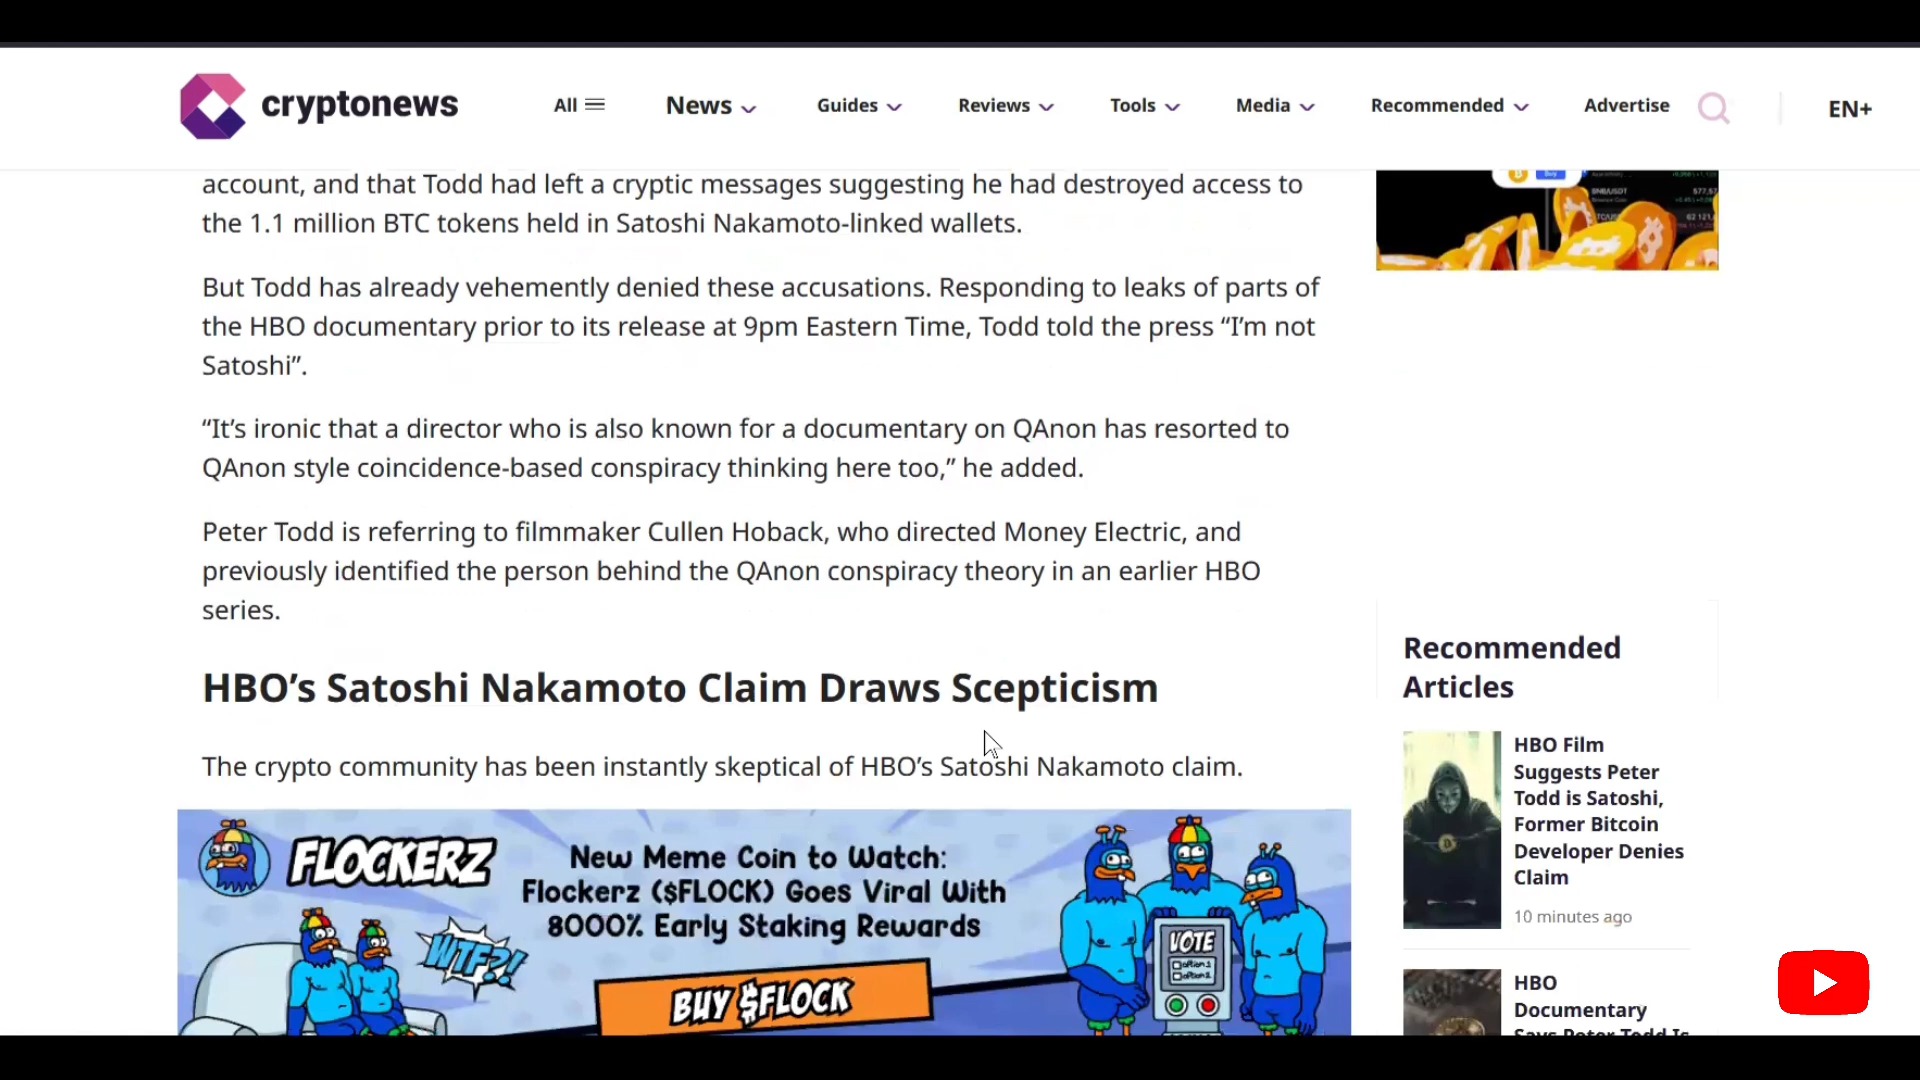 cryptonews
All
News
Guides
Reviews
Tools
Media
Recommended
Advertise
EN+
account, and that Todd had left a cryptic messages suggesting he had destroyed access to
the 1.1 million BTC tokens held in Satoshi Nakamoto-linked wallets.
But Todd has already vehemently denied these accusations. Responding to leaks of parts of
the HBO documentary prior to its release at 9pm Eastern Time, Todd told the press “I’m not
Satoshi”.
“It’s ironic that a director who is also known for a documentary on QAnon has resorted to
QAnon style coincidence-based conspiracy thinking here too,” he added.
Peter Todd is referring to filmmaker Cullen Hoback, who directed Money Electric, and
previously identified the person behind the QAnon conspiracy theory in an earlier HBO
series.
HBO’s Satoshi Nakamoto Claim Draws Scepticism
The crypto community has been instantly skeptical of HBO’s Satoshi Nakamoto claim.
FLOCKERZ
New Meme Coin to Watch:
Flockerz ($FLOCK) Goes Viral With
8000% Early Staking Rewards
WTF?!
BUY $FLOCK
VOTE
option 1
option 2
Buy
BNB/USDT
577,57
62 121,
Recommended
Articles
HBO Film
Suggests Peter
Todd is Satoshi,
Former Bitcoin
Developer Denies
Claim
10 minutes ago
HBO
Documentary
Says Peter Todd Is